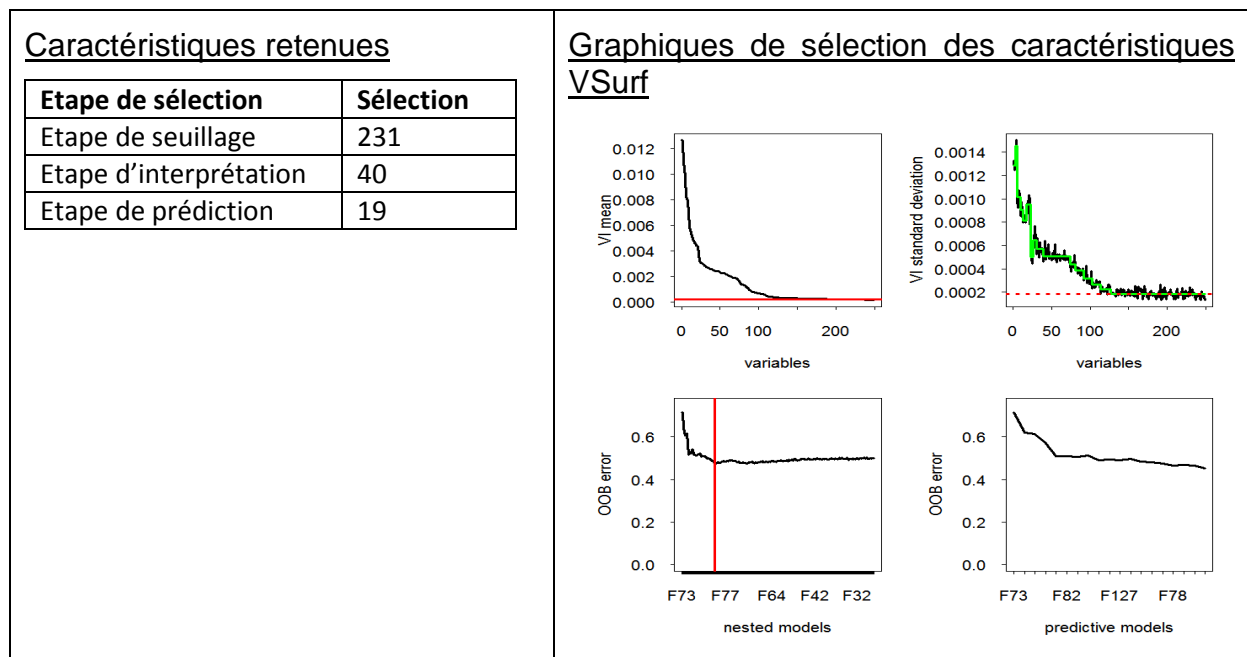 Caractéristiques retenues
Etape de sélection Sélection
Etape de seuillage 231
Etape d'interprétation 40
Etape de prédiction 19
Graphiques de sélection des caractéristiques
VSurf
VI mean
0.012
0.010
0.008
0.006
0.004
0.002
0.000
0 50 100 200
variables
VI standard deviation
0.0014
0.0012
0.0010
0.0008
0.0006
0.0004
0.0002
0 50 100 200
variables
OOB error
0.6
0.4
0.2
0.0
F73 F77 F64 F42 F32
nested models
OOB error
0.6
0.4
0.2
0.0
F73 F82 F127 F78
predictive models